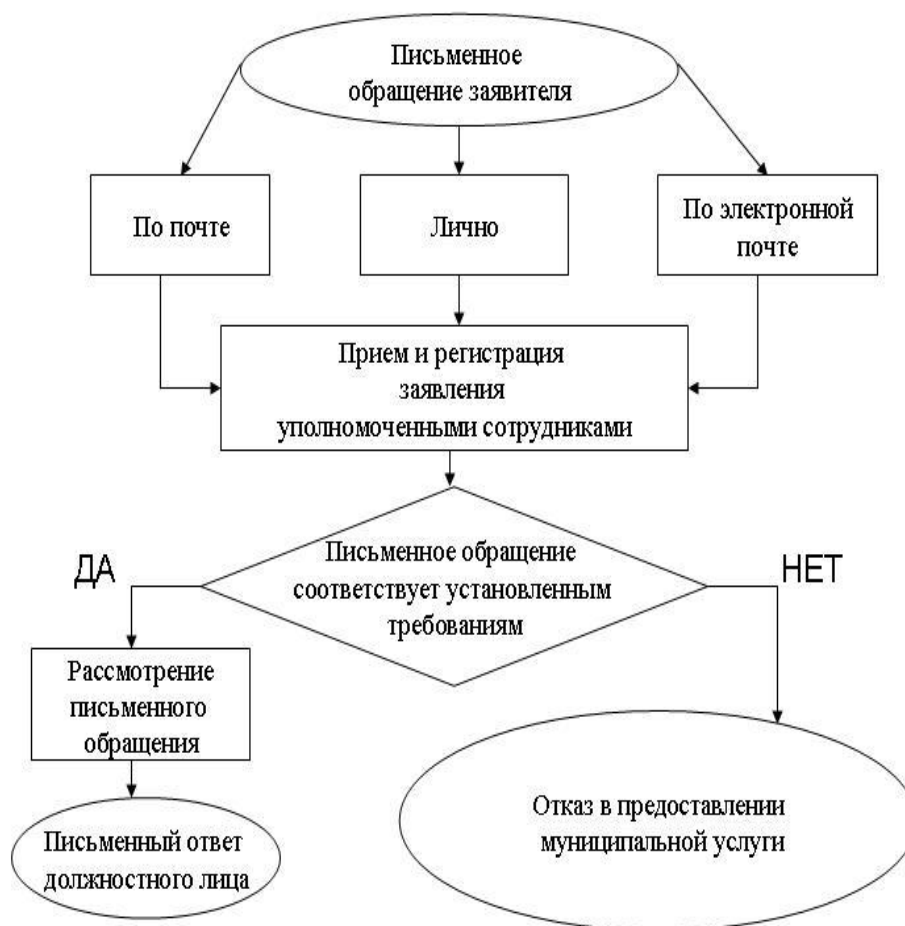 Письменное
обращение заявителя
По почте
Лично
По электронной
почте
Прием и регистрация
заявления
уполномоченными сотрудниками
Письменное обращение
соответствует установленным
требованиям
ДА
НЕТ
Рассмотрение
письменного
обращения
Письменный ответ
должностного лица
Отказ в предоставлении
муниципальной услуги